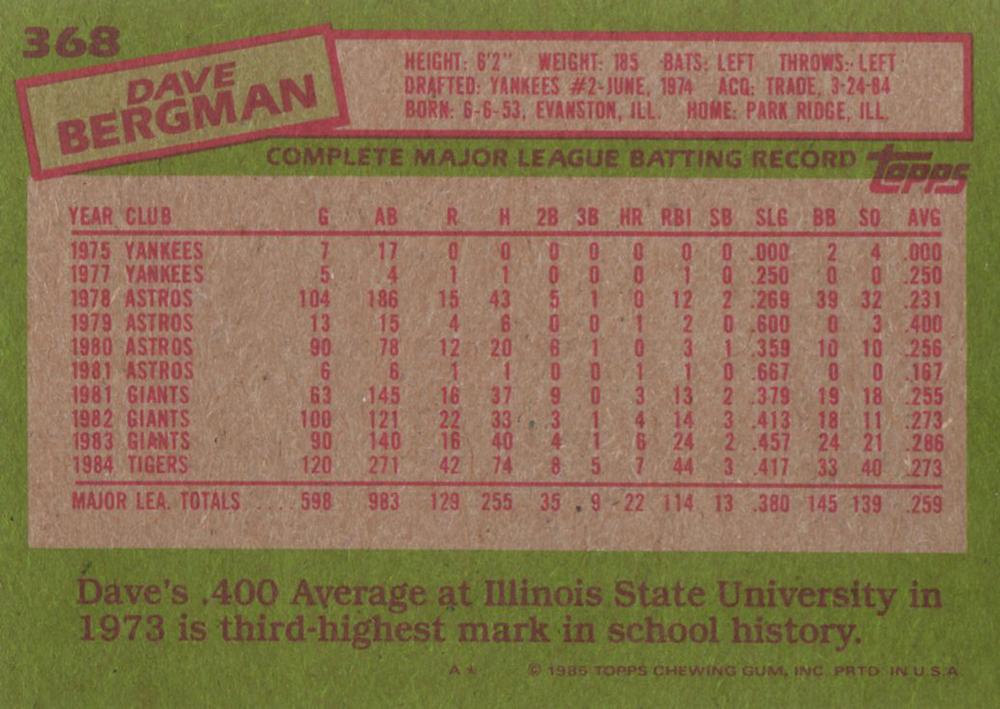 368
DAVE
BERGMAN
HEIGHT: 6'2" WEIGHT: 185 BATS: LEFT THROWS: LEFT
DRAFTED: YANKEES #2-JUNE, 1974 ACQ: TRADE, 3-24-84
BORN: 6-6-53, EVANSTON, ILL. HOME: PARK RIDGE, ILL.
COMPLETE MAJOR LEAGUE BATTING RECORD topps
YEAR CLUB G AB R H 2B 3B HR RBI SB SLG BB SO AVG
1975 YANKEES 7 17 0 0 0 0 0 0 0 .000 2 4 .000
1977 YANKEES 5 4 1 1 0 0 0 1 0 .250 0 0 .250
1978 ASTROS 104 186 15 43 5 1 0 12 2 .269 39 32 .231
1979 ASTROS 13 15 4 6 0 0 1 2 0 .600 0 3 .400
1980 ASTROS 90 78 12 20 6 1 0 3 1 .359 10 10 .256
1981 ASTROS 6 6 1 1 0 0 1 1 0 .667 0 0 .167
1981 GIANTS 63 145 16 37 9 0 3 13 2 .379 19 18 .255
1982 GIANTS 100 121 22 33 3 1 4 14 3 .413 18 11 .273
1983 GIANTS 90 140 16 40 4 1 6 24 2 .457 24 21 .286
1984 TIGERS 120 271 42 74 8 5 7 44 3 .417 33 40 .273
MAJOR LEA. TOTALS .... 598 983 129 255 35 9 22 114 13 .380 145 139 .259
Dave's .400 Average at Illinois State University in
1973 is third-highest mark in school history.
A* © 1985 TOPPS CHEWING GUM, INC. PRTD. IN U.S.A.